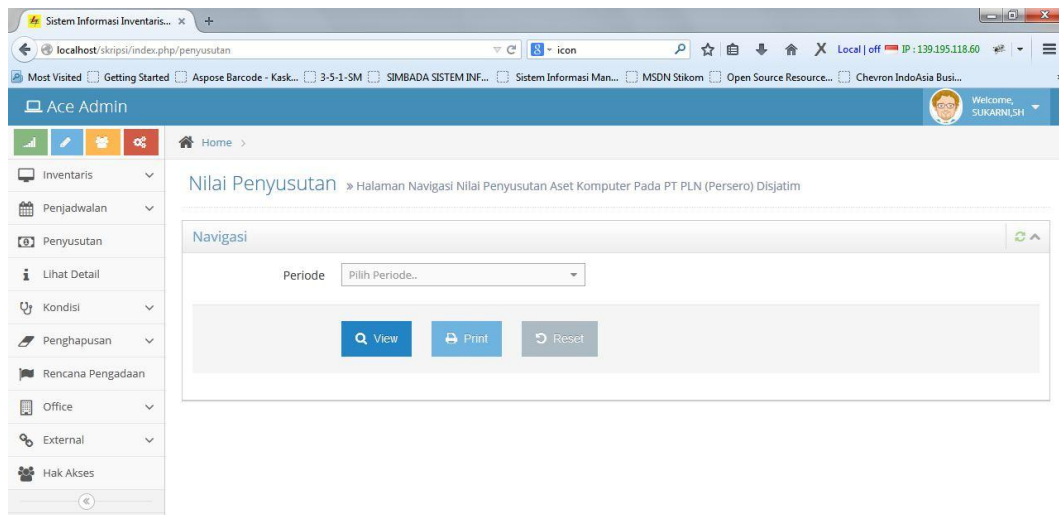 Sistem Informasi Inventaris... × +
localhost/skripsi/index.php/penyusutan
8 icon
Local | off IP : 139.195.118.60
Most Visited Getting Started Aspose Barcode - Kask... 3-5-1-SM SIMBADA SISTEM INF... Sistem Informasi Man... MSDN Stikom Open Source Resource... Chevron IndoAsia Busi...
Ace Admin
Welcome,
SUKARNI,SH
Home >
Inventaris
Penjadwalan
Penyusutan
Lihat Detail
Kondisi
Penghapusan
Rencana Pengadaan
Office
External
Hak Akses
Nilai Penyusutan » Halaman Navigasi Nilai Penyusutan Aset Komputer Pada PT PLN (Persero) Disjatim
Navigasi
Periode Pilih Periode..
View Print Reset